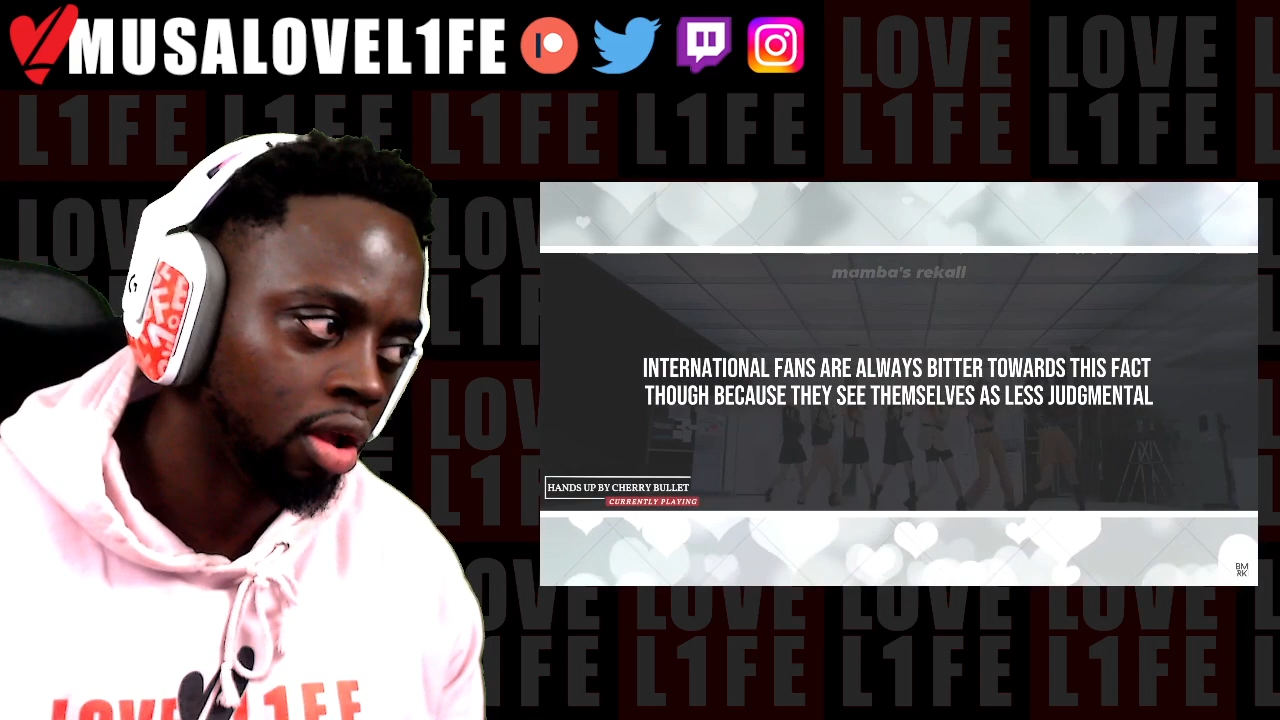 MUSALOVEL1FE
mamba's rekall
INTERNATIONAL FANS ARE ALWAYS BITTER TOWARDS THIS FACT
THOUGH BECAUSE THEY SEE THEMSELVES AS LESS JUDGMENTAL
HANDS UP BY CHERRY BULLET
CURRENTLY PLAYING
BM
RK
LOVE LOVE
L1FE L1FE L1FE L1FE L1FE L1FE
LOVE
LOVE L1FE